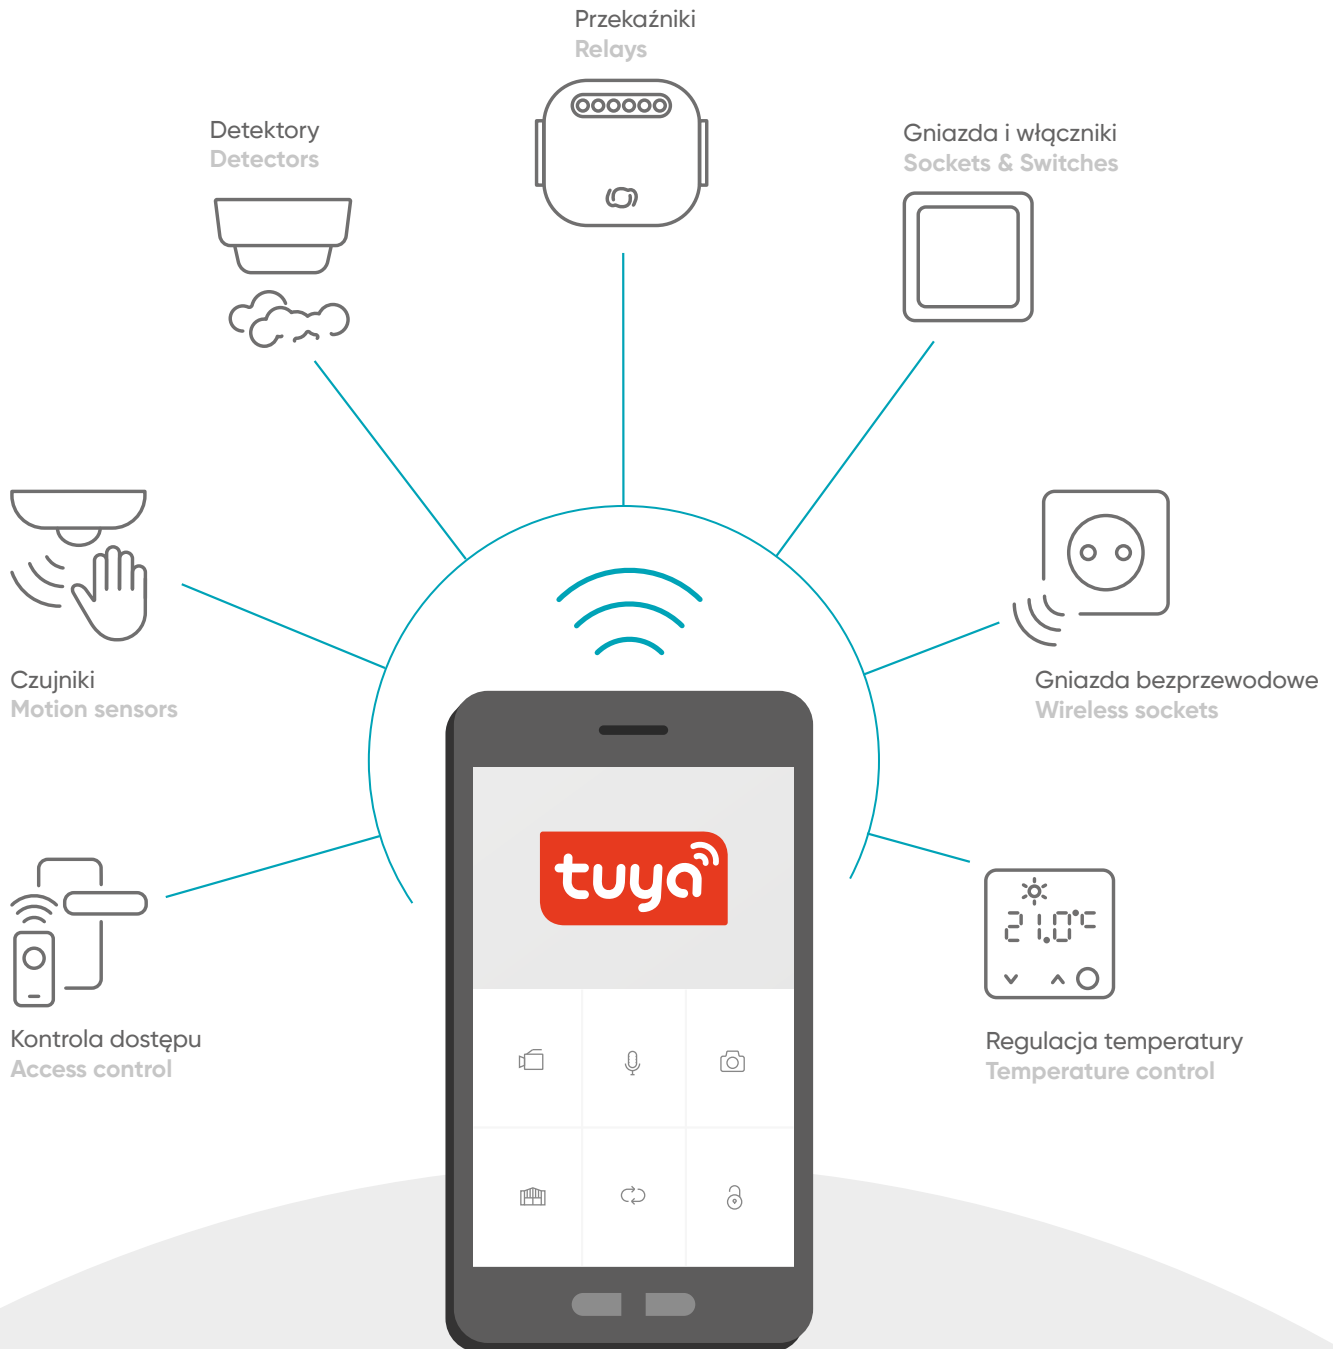 Przekaźniki
Relays
Detektory
Detectors
Gniazda i włączniki
Sockets & Switches
Czujniki
Motion sensors
Gniazda bezprzewodowe
Wireless sockets
tuya
21.0°C
Kontrola dostępu
Access control
Regulacja temperatury
Temperature control